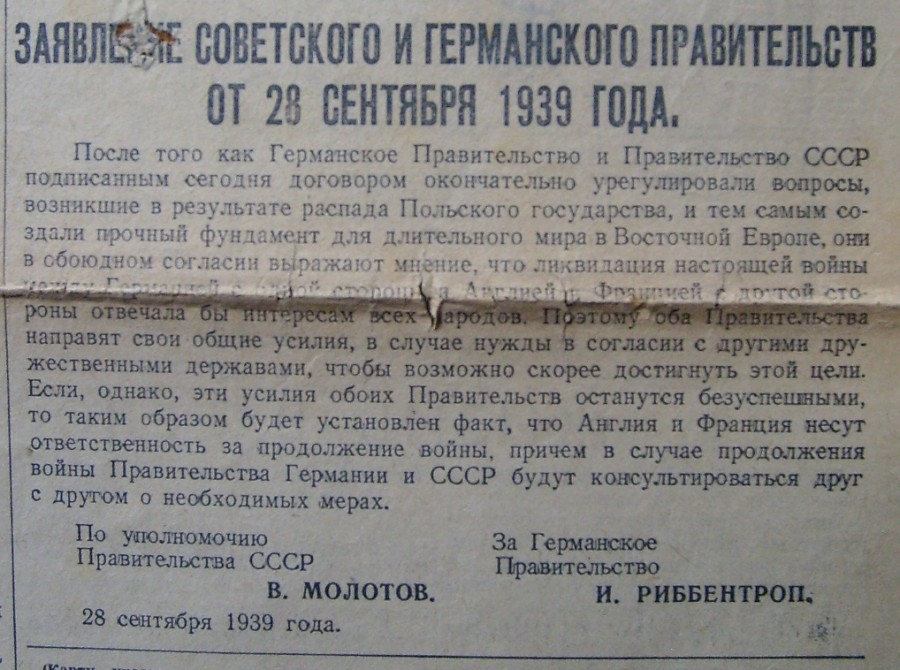 ЗАЯВЛЕНИЕ СОВЕТСКОГО И ГЕРМАНСКОГО ПРАВИТЕЛЬСТВ
ОТ 28 СЕНТЯБРЯ 1939 ГОДА.
После того как Германское Правительство и Правительство СССР
подписанным сегодня договором окончательно урегулировали вопросы,
возникшие в результате распада Польского государства, и тем самым со-
здали прочный фундамент для длительного мира в Восточной Европе, они
в обоюдном согласии выражают мнение, что ликвидация настоящей войны
между Германией с одной стороны и Англией и Францией с другой сто-
роны отвечала бы интересам всех народов. Поэтому оба Правительства
направят свои общие усилия, в случае нужды в согласии с другими дру-
жественными державами, чтобы возможно скорее достигнуть этой цели.
Если, однако, эти усилия обоих Правительств останутся безуспешными,
то таким образом будет установлен факт, что Англия и Франция несут
ответственность за продолжение войны, причем в случае продолжения
войны Правительства Германии и СССР будут консультироваться друг
с другом о необходимых мерах.
По уполномочию
Правительства СССР
В. МОЛОТОВ.
За Германское
Правительство
И. РИББЕНТРОП.
28 сентября 1939 года.